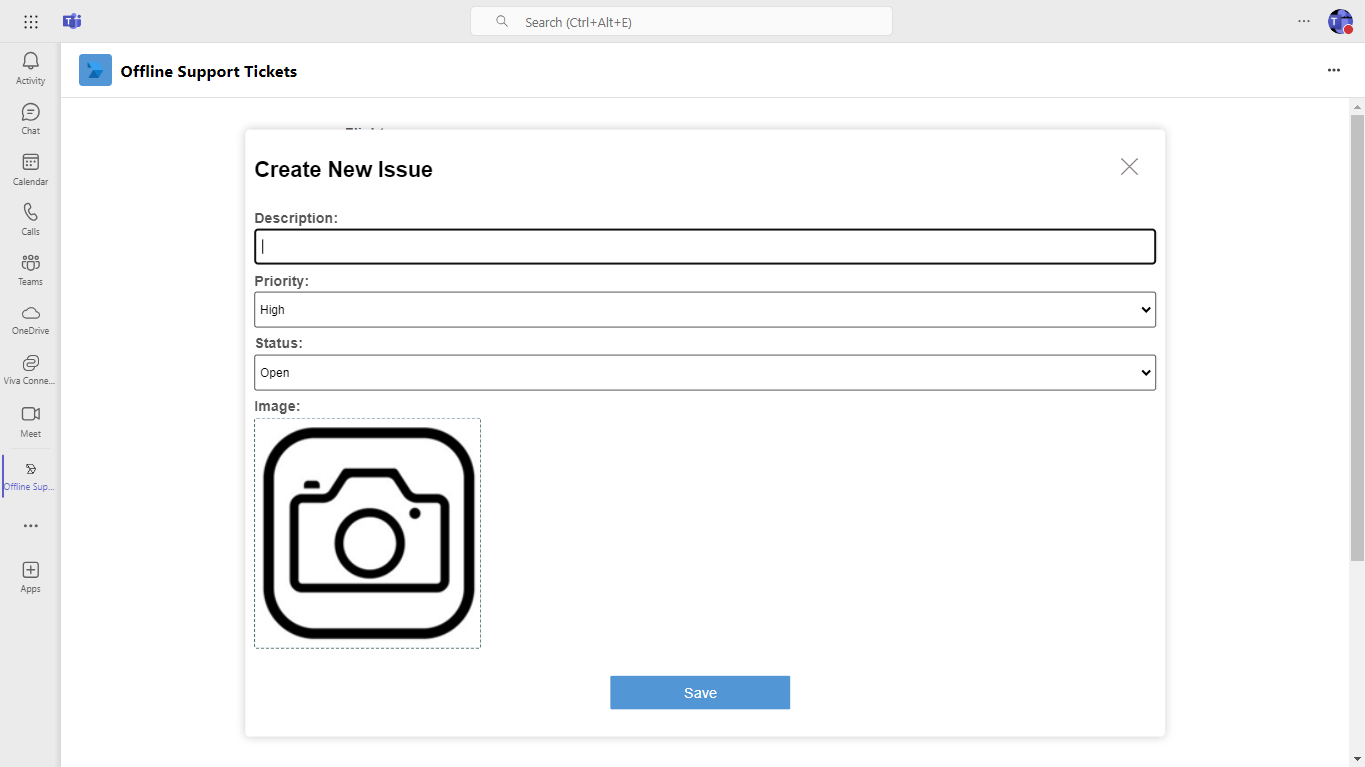 Search (Ctrl+Alt+E)
Activity
Chat
Calendar
Calls
Teams
OneDrive
Viva Conne...
Meet
Offline Sup...
Apps
Offline Support Tickets
Create New Issue
Description:
Priority:
High
Status:
Open
Image:
Save